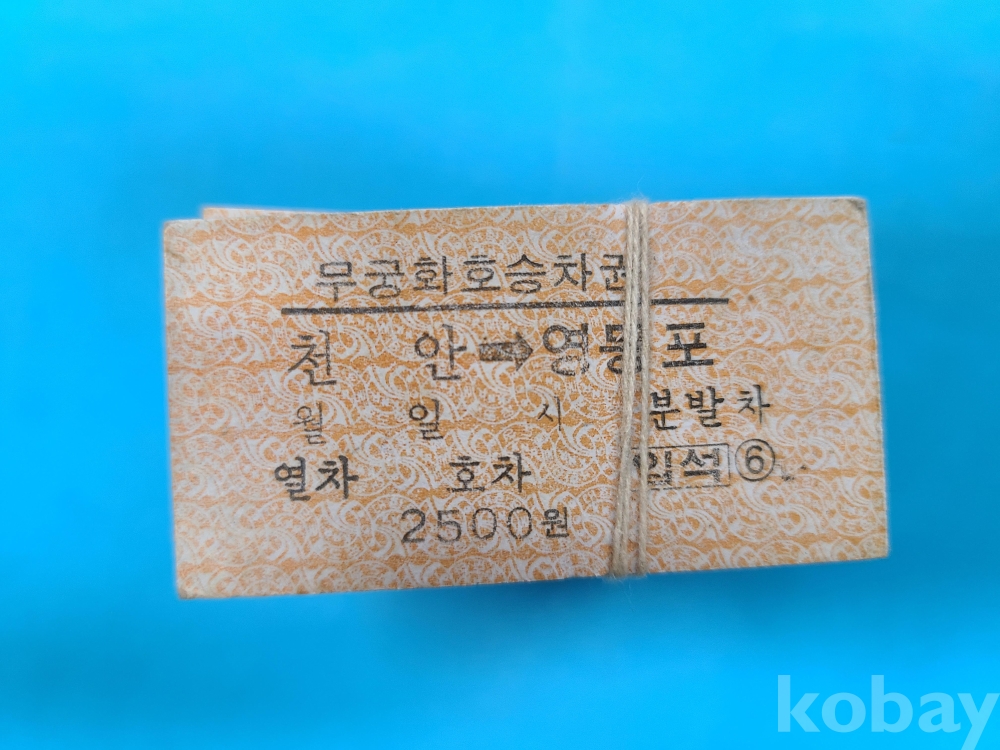 무궁화호승차권
천 안 ➡ 영등포
월 일 시 분발차
열차 호차 입석 ⑥
2500원
kobay